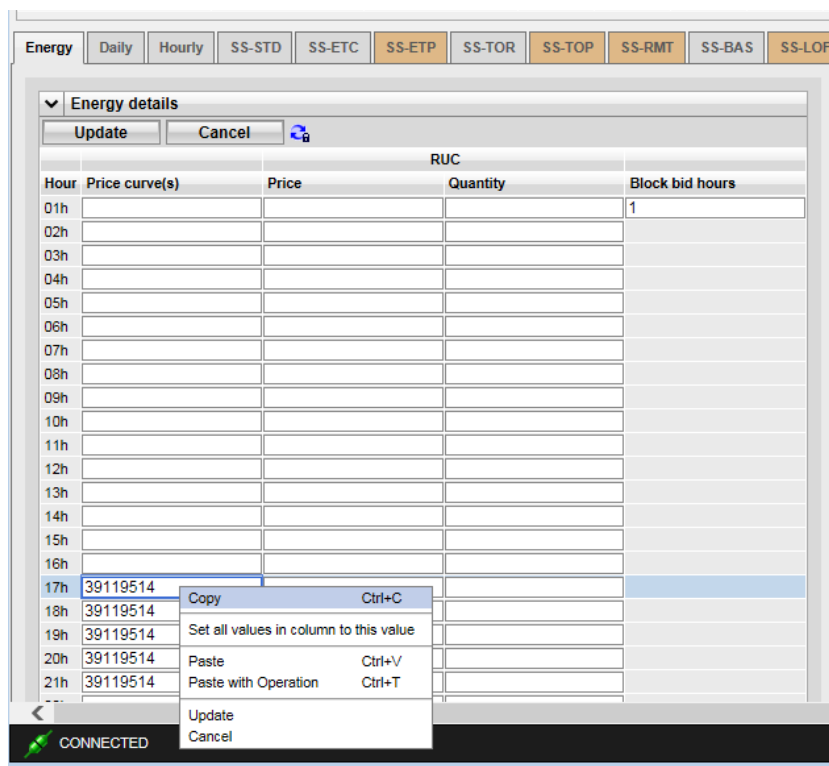 Energy Daily Hourly SS-STD SS-ETC SS-ETP SS-TOR SS-TOP SS-RMT SS-BAS SS-LOF
Energy details
Update Cancel
RUC
Hour Price curve(s) Price Quantity Block bid hours
01h 1
02h
03h
04h
05h
06h
07h
08h
09h
10h
11h
12h
13h
14h
15h
16h
17h 39119514
18h 39119514
19h 39119514
20h 39119514
21h 39119514
Copy Ctrl+C
Set all values in column to this value
Paste Ctrl+V
Paste with Operation Ctrl+T
Update
Cancel
CONNECTED